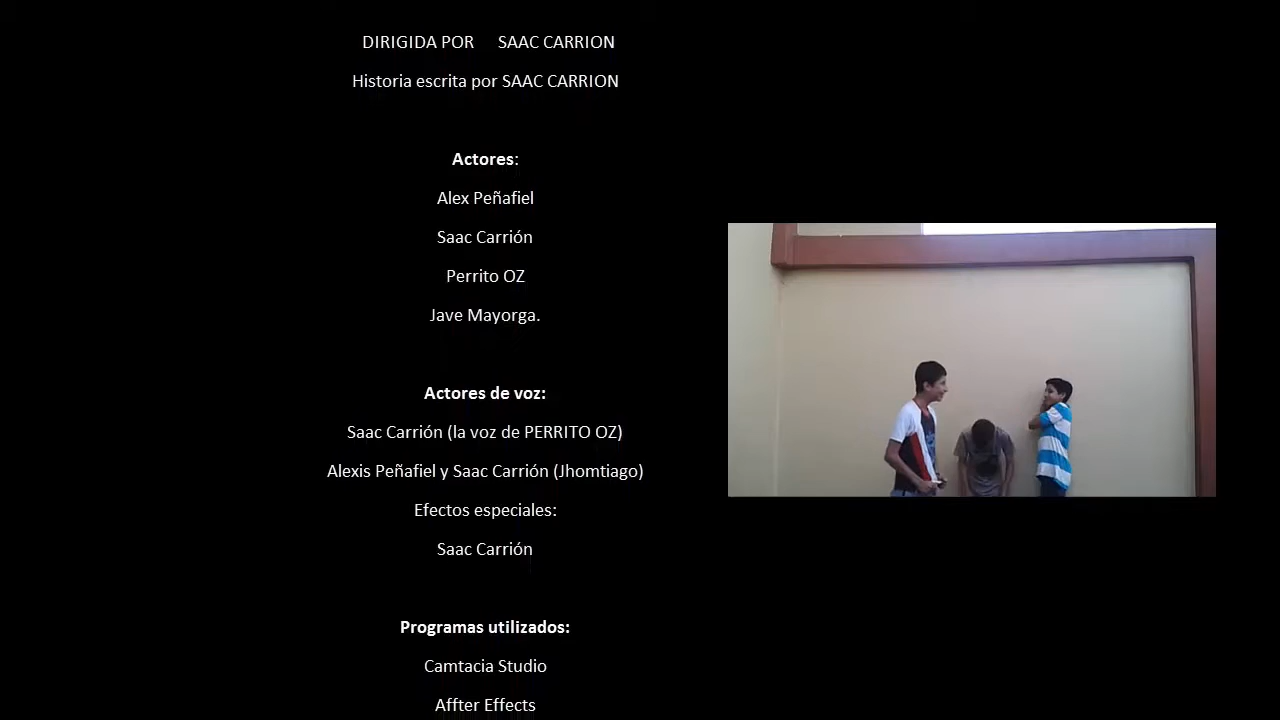 DIRIGIDA POR SAAC CARRION
Historia escrita por SAAC CARRION
Actores:
Alex Peñafiel
Saac Carrión
Perrito OZ
Jave Mayorga.
Actores de voz:
Saac Carrión (la voz de PERRITO OZ)
Alexis Peñafiel y Saac Carrión (Jhomtiago)
Efectos especiales:
Saac Carrión
Programas utilizados:
Camtacia Studio
Affter Effects